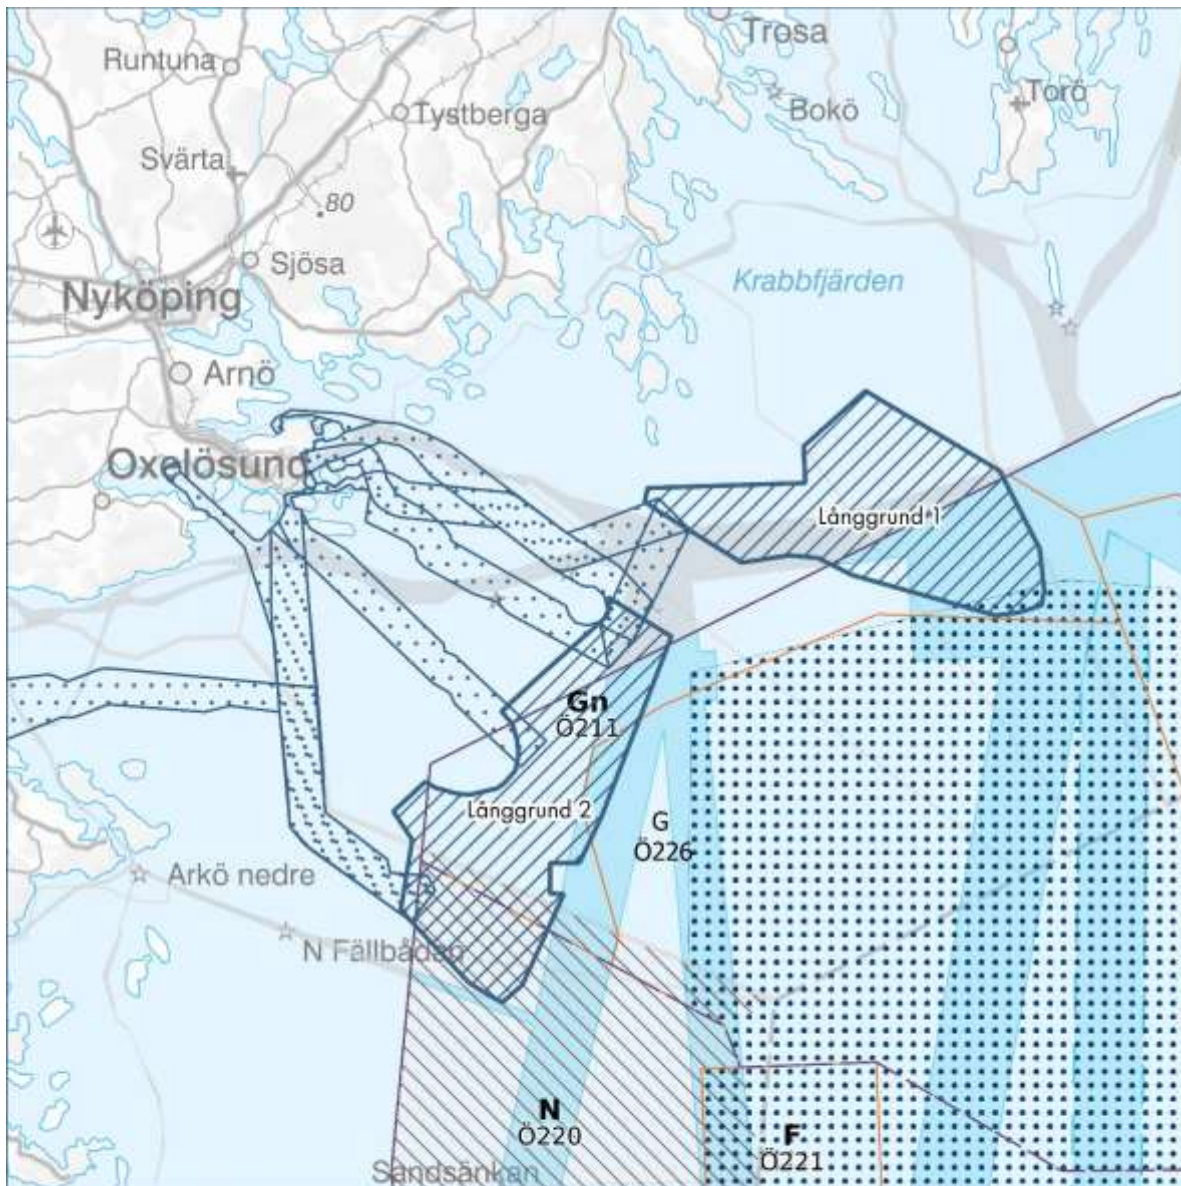 Trosa
Runtuna
Torö
Bokö
Tystberga
Svärta
80
Sjösa
Krabbfjärden
Nyköping
Arnö
Oxelösund
Långgrund 1
Gn
Ö211
Långgrund 2
G
Ö226
Arkö nedre
N Fällbådan
N
Ö220
F
Ö221
Sandsänkan